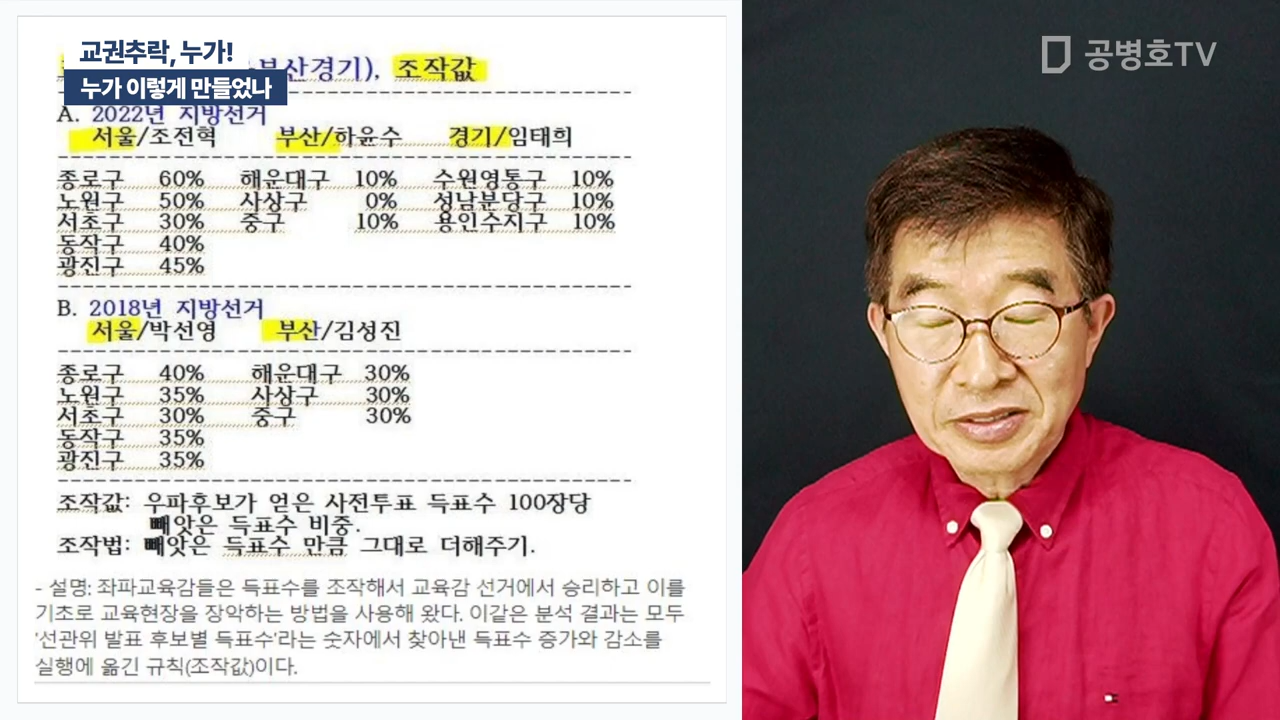 교권추락, 누가!
누가 이렇게 만들었나
부산경기), 조작값
A. 2022년 지방선거
서울/조전혁 부산/하윤수 경기/임태희
종로구 60% 해운대구 10% 수원영통구 10%
노원구 50% 사상구 0% 성남분당구 10%
서초구 30% 중구 10% 용인수지구 10%
동작구 40%
광진구 45%
B. 2018년 지방선거
서울/박선영 부산/김성진
종로구 40% 해운대구 30%
노원구 35% 사상구 30%
서초구 30% 중구 30%
동작구 35%
광진구 35%
조작값: 우파후보가 얻은 사전투표 득표수 100장당
빼앗은 득표수 비중.
조작법: 빼앗은 득표수 만큼 그대로 더해주기.
- 설명: 좌파교육감들은 득표수를 조작해서 교육감 선거에서 승리하고 이를
기초로 교육현장을 장악하는 방법을 사용해 왔다. 이같은 분석 결과는 모두
'선관위 발표 후보별 득표수'라는 숫자에서 찾아낸 득표수 증가와 감소를
실행에 옮긴 규칙(조작값)이다.
공병호TV